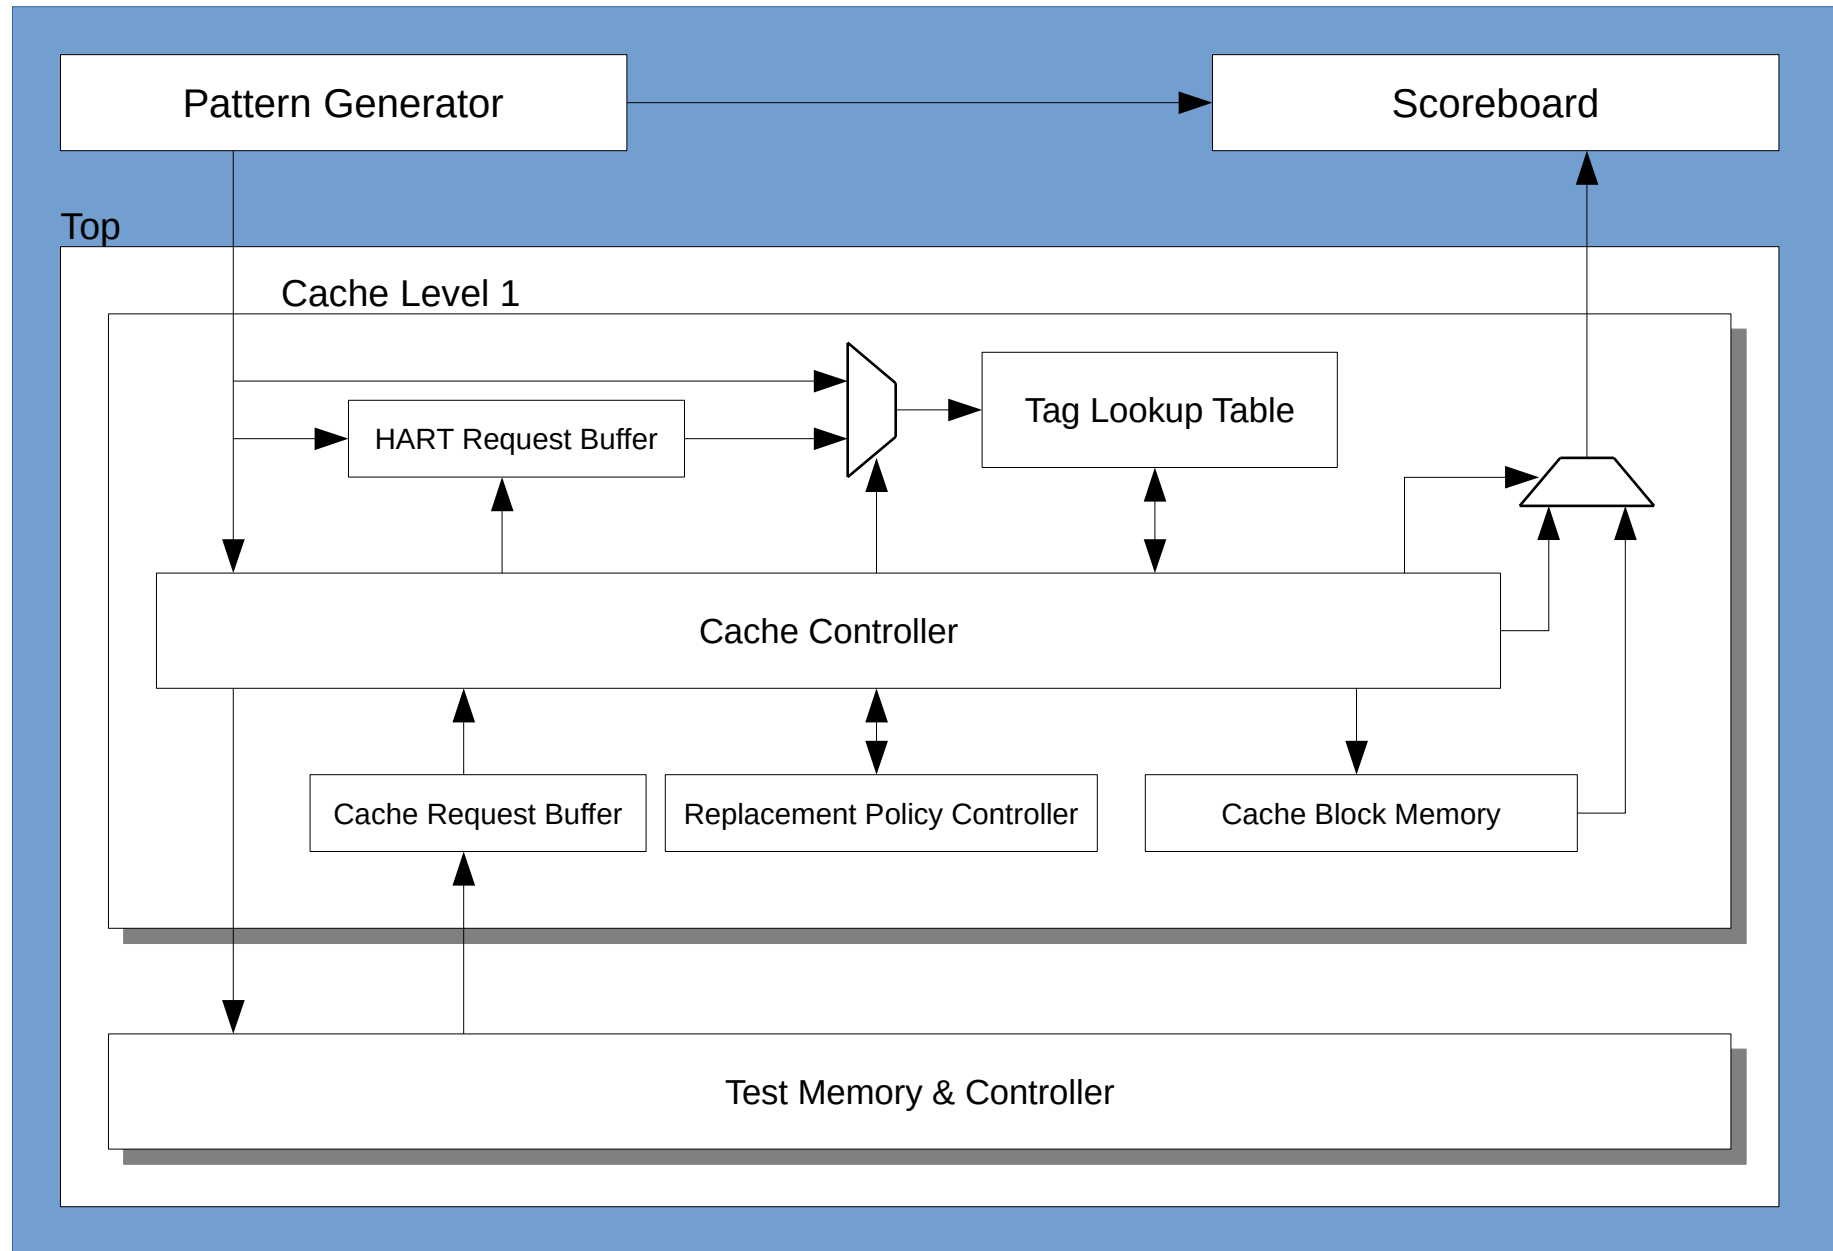 Pattern Generator
Scoreboard
Top
Cache Level 1
Tag Lookup Table
HART Request Buffer
Cache Controller
Cache Request Buffer
Replacement Policy Controller
Cache Block Memory
Test Memory & Controller